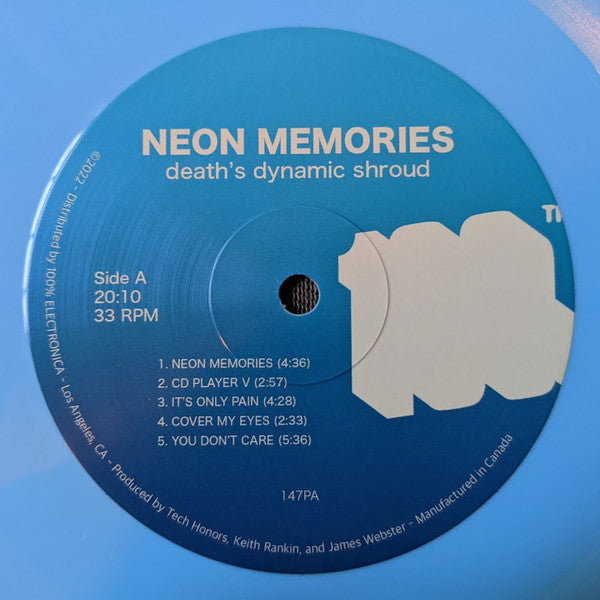 NEON MEMORIES
death's dynamic shroud
Side A
20:10
33 RPM
1. NEON MEMORIES (4:36)
2. CD PLAYER V (2:57)
3. IT'S ONLY PAIN (4:28)
4. COVER MY EYES (2:33)
5. YOU DON'T CARE (5:36)
147PA
©2022 - Distributed by 100% ELECTRONICA - Los Angeles, CA - Produced by Tech Honors, Keith Rankin, and James Webster - Manufactured in Canada